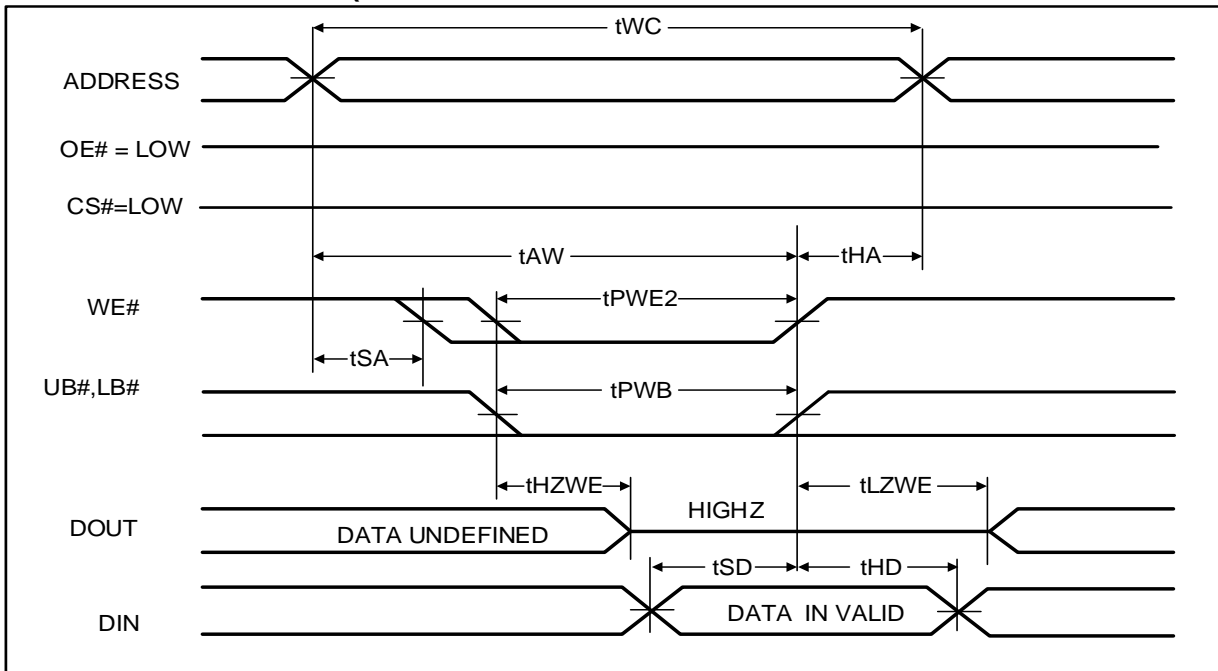 tWC
ADDRESS
OE# = LOW
CS#=LOW
tAW
tHA
WE#
tPWE2
tSA
UB#,LB#
tPWB
tHZWE
tLZWE
HIGHZ
DOUT
DATA UNDEFINED
tSD
tHD
DIN
DATA IN VALID